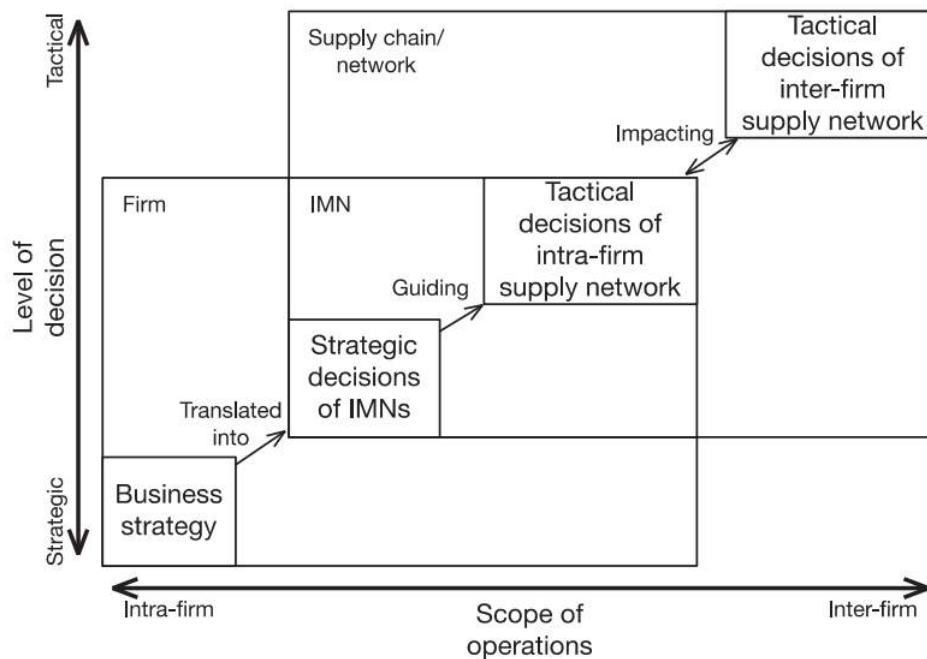 Tactical
Level of
decision
Strategic
Supply chain/
network
Tactical
decisions of
inter-firm
supply network
Impacting
Firm
IMN
Tactical
decisions of
intra-firm
supply network
Guiding
Strategic
decisions
of IMNs
Translated
into
Business
strategy
Intra-firm
Scope of
operations
Inter-firm